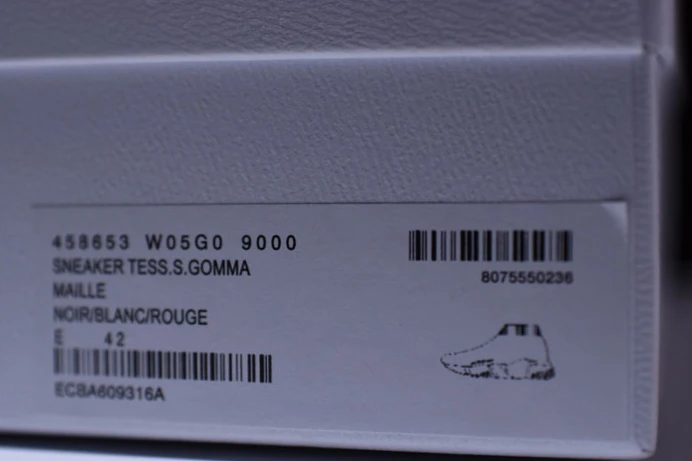 458653 W05G0 9000
SNEAKER TESS.S.GOMMA
MAILLE
NOIR/BLANC/ROUGE
E 42
ECBA609316A
8075550236